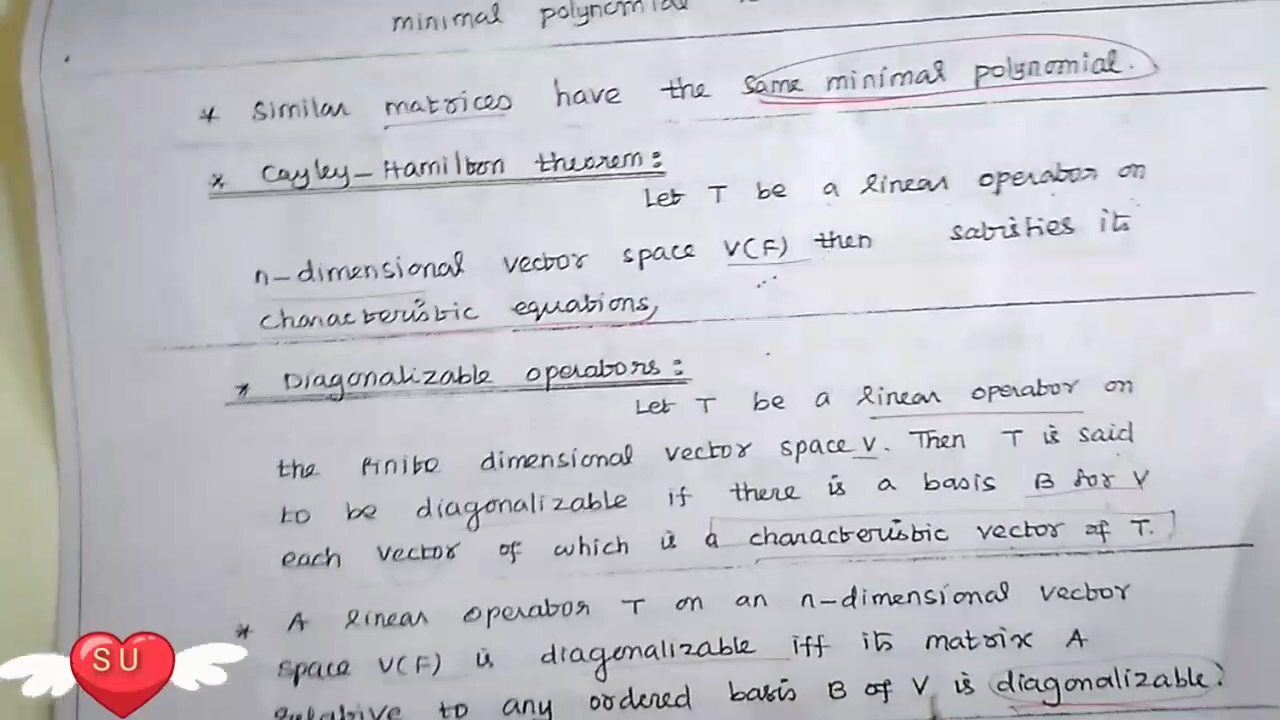 minimal polynomial
* Similar matrices have the same minimal polynomial.
* Cayley-Hamilton theorem:
Let T be a linear operator on
n-dimensional vector space V(F) then satisfies its
characteristic equations,
* Diagonalizable operators:
Let T be a linear operator on
the finite dimensional vector space V. Then T is said
to be diagonalizable if there is a basis B for V
each vector of which is a characteristic vector of T.
* A linear operator T on an n-dimensional vector
space V(F) is diagonalizable iff its matrix A
relative to any ordered basis B of V is diagonalizable.
SU